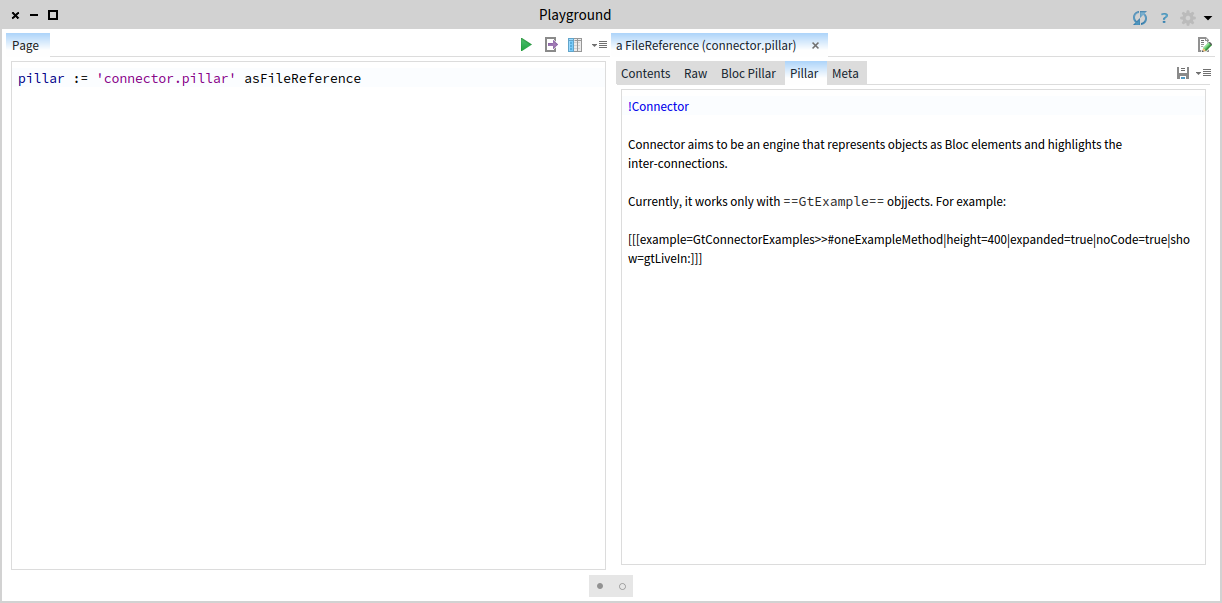 Playground
?
Page
a FileReference (connector.pillar)
pillar := 'connector.pillar' asFileReference
Contents Raw Bloc Pillar Pillar Meta
!Connector
Connector aims to be an engine that represents objects as Bloc elements and highlights the
inter-connections.
Currently, it works only with ==GtExample== objjects. For example:
[[[example=GtConnectorExamples>>#oneExampleMethod|height=400|expanded=true|noCode=true|sho
w=gtLiveIn:]]]